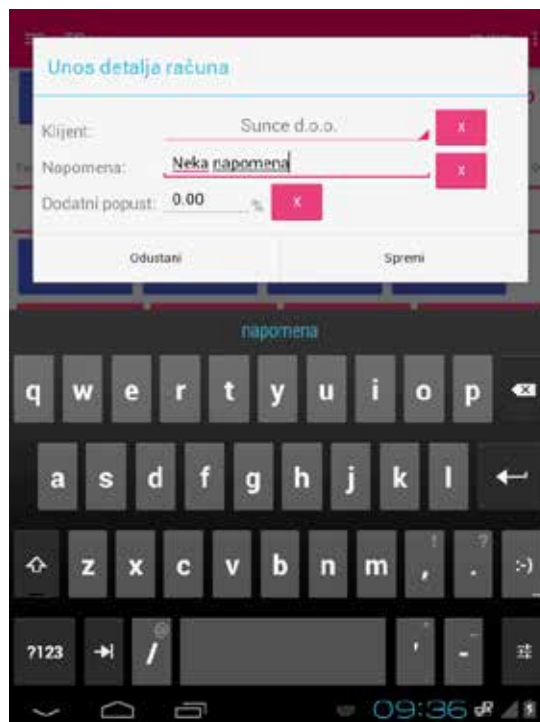 Unos detalja računa
Klijent: Sunce d.o.o. x
Napomena: Neka napomena x
Dodatni popust: 0.00 % x
Odustani Spremi
napomena
q w e r t y u i o p
a s d f g h j k l
! ?
z x c v b n m , . :-)
@ " _
?123 / ' -
09:36